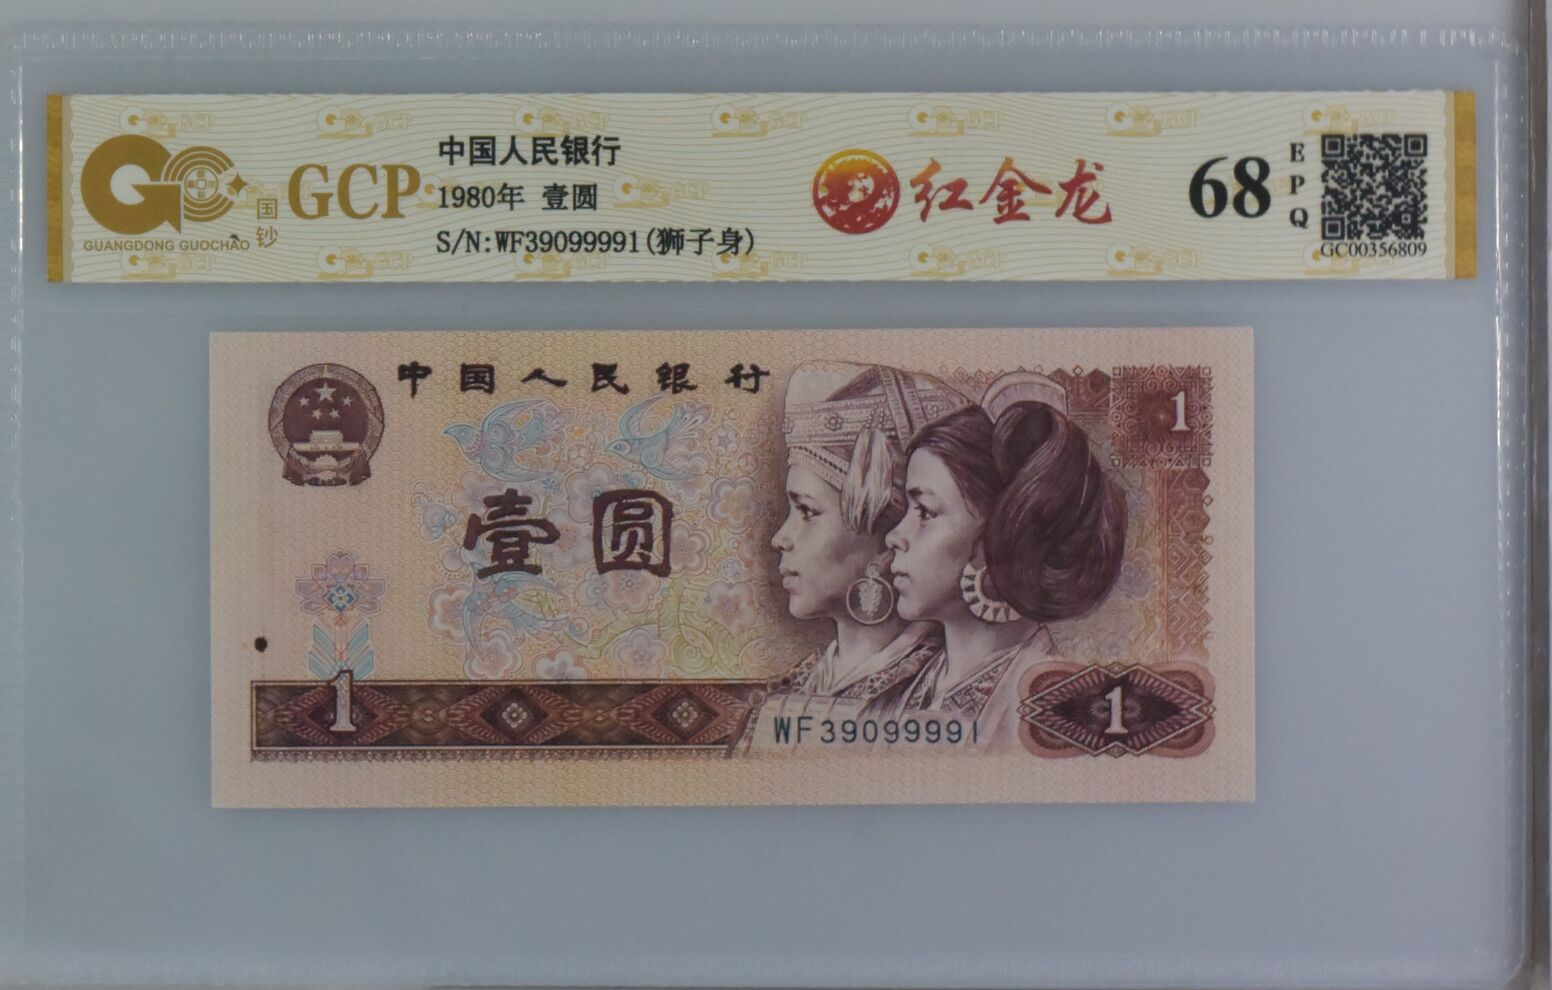 GCP
GUANGDONG GUOCHAO
国钞
中国人民银行
1980年 壹圆
S/N:WF39099991(狮子身)
红金龙
68
EPQ
GC00356809
中国人民银行
1
壹圆
1
WF39099991
1